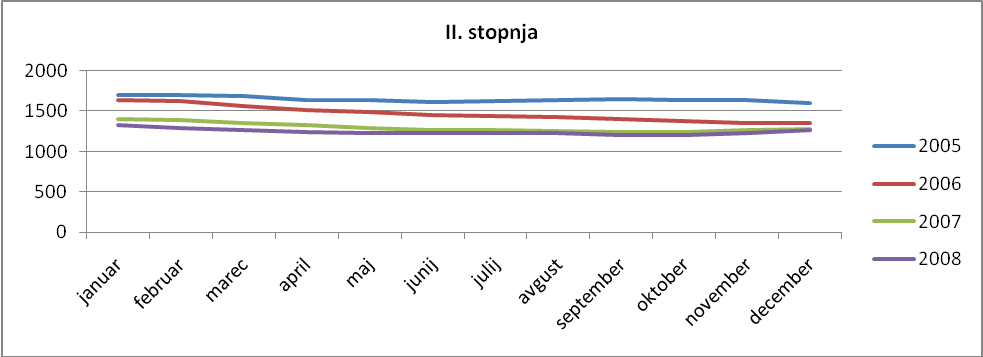 II. stopnja
2000
1500
1000
500
0
januar
februar
marec
april
maj
junij
julij
avgust
september
oktober
november
december
2005
2006
2007
2008